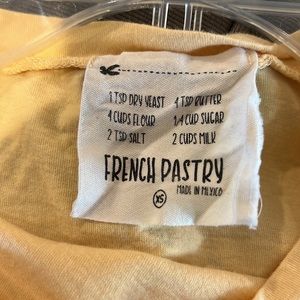 1 TSP DRY YEAST 4 TSP BUTTER
4 CUPS FLOUR 1/4 CUP SUGAR
2 TSP SALT 2 CUPS MILK
FRENCH PASTRY
MADE IN MEXICO
XS